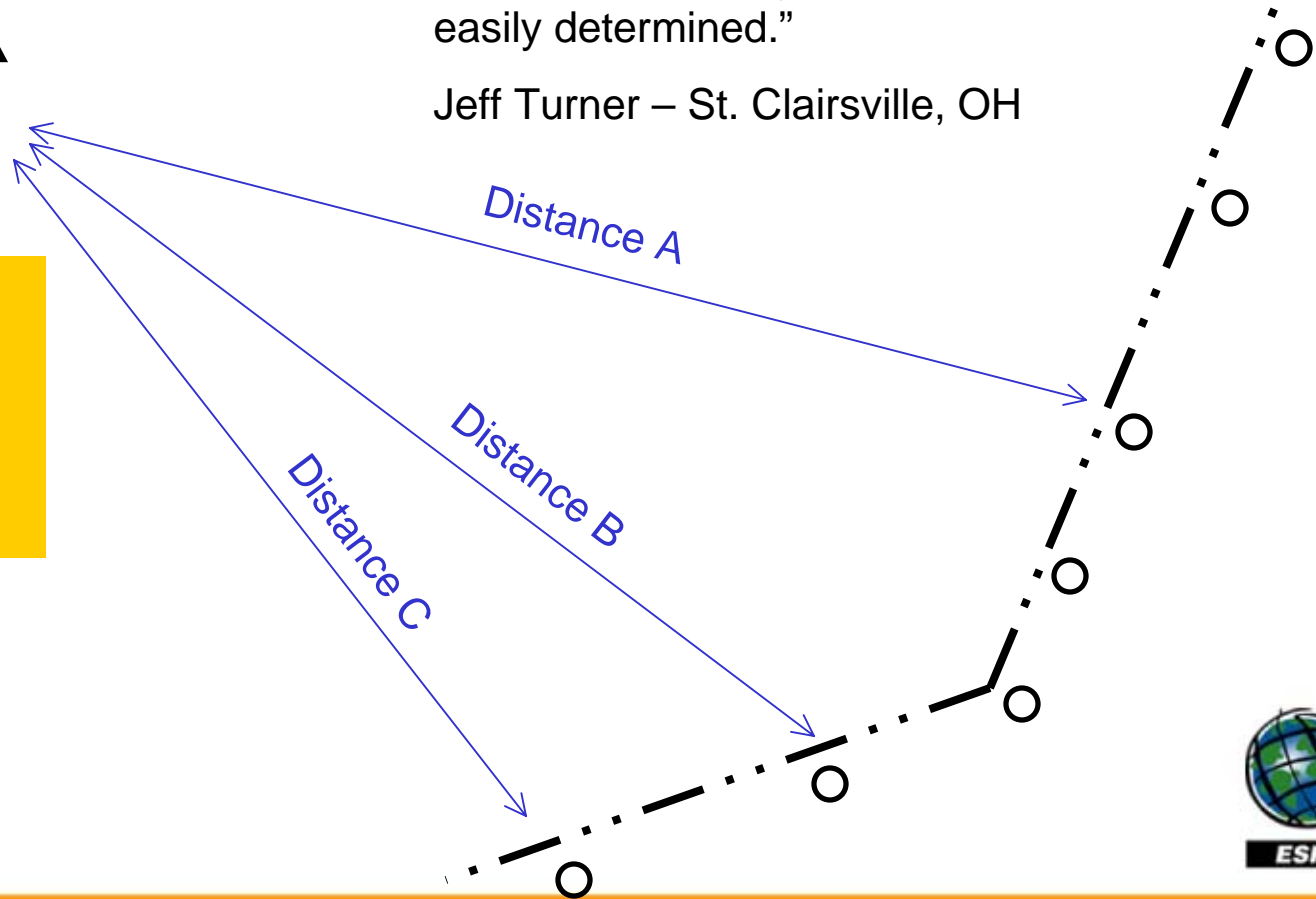 easily determined.”
Jeff Turner – St. Clairsville, OH
Distance A
Distance B
Distance C